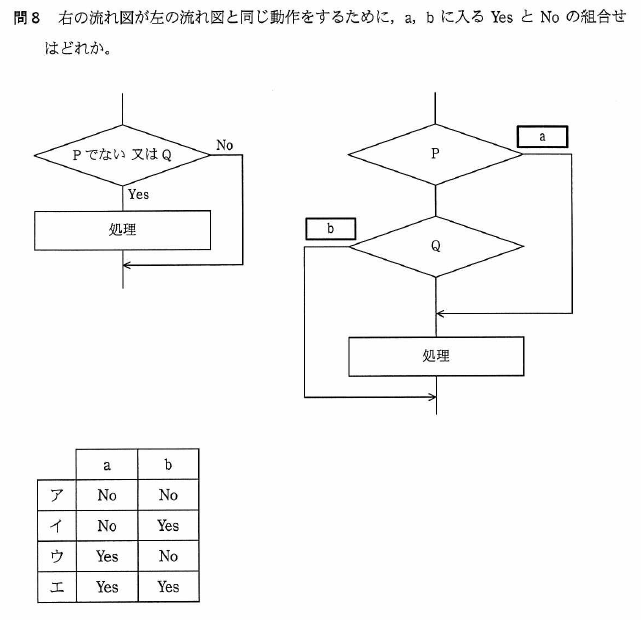 問8　右の流れ図が左の流れ図と同じ動作をするために，a，b に入る Yes と No の組合せ
はどれか。
Pでない 又はQ
No
Yes
処理
P
a
b
Q
処理
a b
ア No No
イ No Yes
ウ Yes No
エ Yes Yes